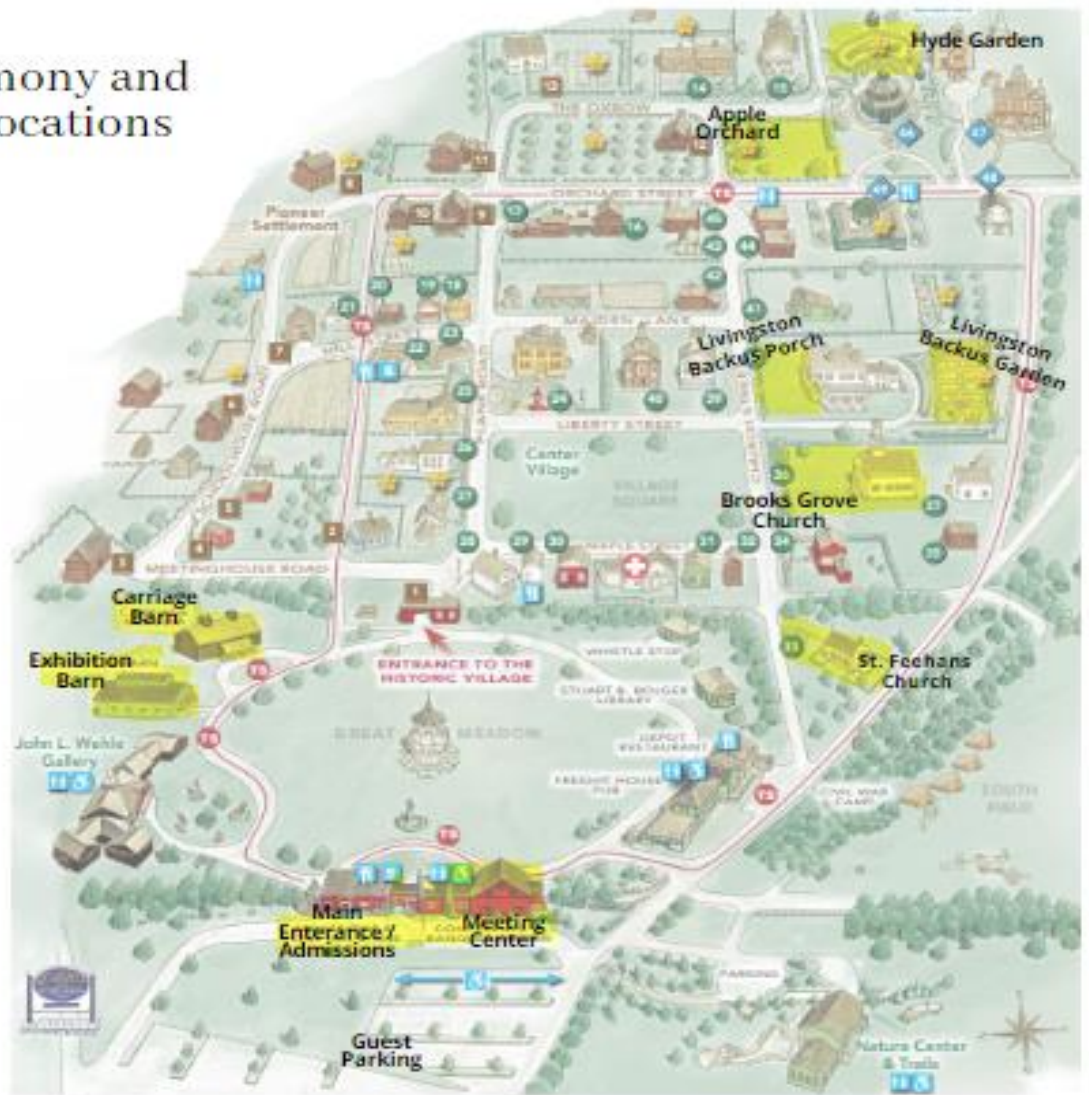 mony and
ocations
Hyde Garden
Apple
Orchard
THE OXBOW
ORCHARD STREET
Pioneer
Settlement
MAIDEN LANE
Livingston
Backus Porch
Livingston
Backus Garden
LIBERTY STREET
Center
Village
VILLAGE
SQUARE
Brooks Grove
Church
MEETINGHOUSE ROAD
Carriage
Barn
Exhibition
Barn
ENTRANCE TO THE
HISTORIC VILLAGE
WHISTLE STOP
St. Feehans
Church
LIBRARY
GREAT MEADOW
DEPOT
RESTAURANT
FREIGHT HOUSE
PUB
John L. Wehle
Gallery
CIVIL WAR
CAMP
SOUTH
Main
Enterance /
Admissions
Meeting
Center
PARKING
Guest
Parking
Nature Center
& Trails